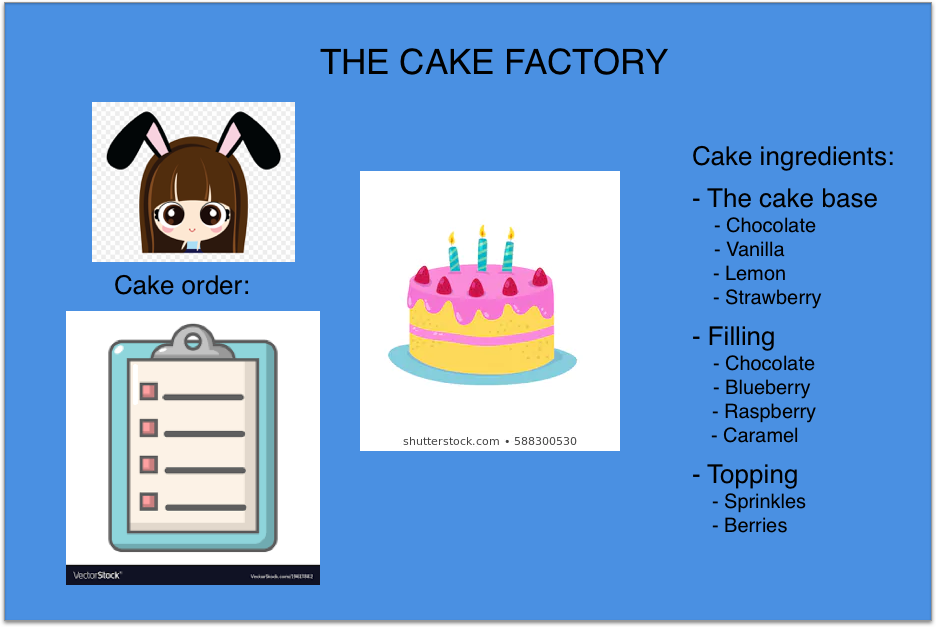 THE CAKE FACTORY
Cake order:
VectorStock®
VectorStock.com/19617862
shutterstock.com • 588300530
Cake ingredients:
- The cake base
- Chocolate
- Vanilla
- Lemon
- Strawberry
- Filling
- Chocolate
- Blueberry
- Raspberry
- Caramel
- Topping
- Sprinkles
- Berries